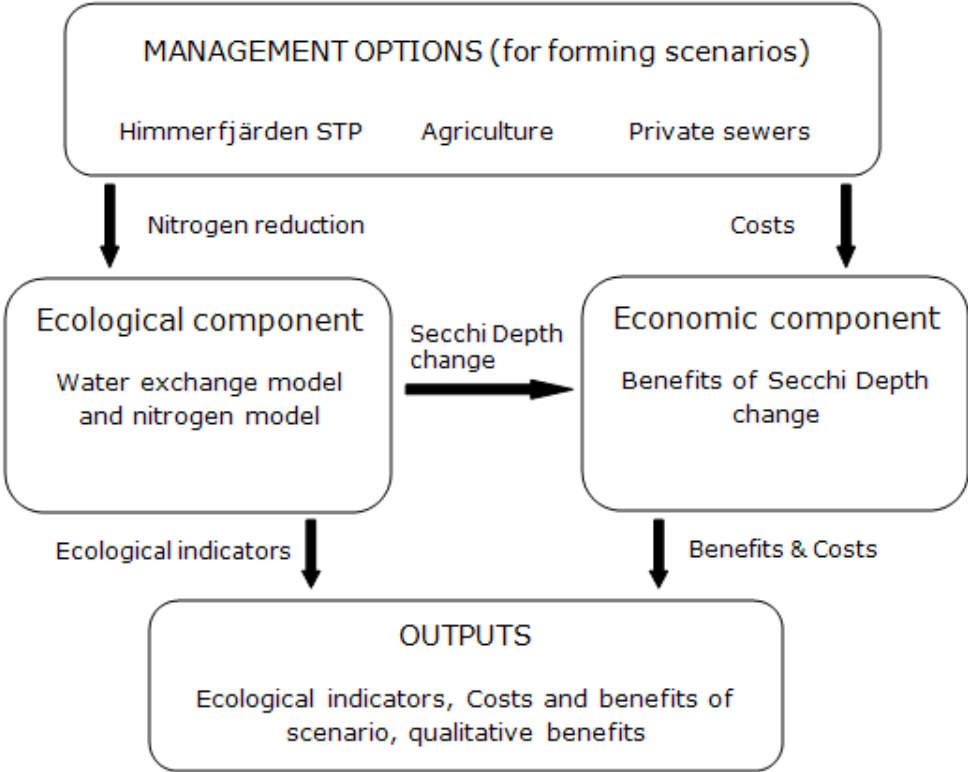 MANAGEMENT OPTIONS (for forming scenarios)
Himmerfjärden STP Agriculture Private sewers
Nitrogen reduction
Costs
Ecological component
Water exchange model
and nitrogen model
Secchi Depth
change
Economic component
Benefits of Secchi Depth
change
Ecological indicators
Benefits & Costs
OUTPUTS
Ecological indicators, Costs and benefits of
scenario, qualitative benefits